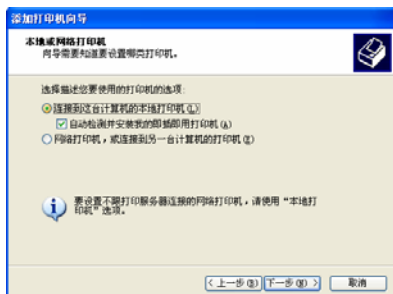 添加打印机向导
本地或网络打印机
向导需要知道要设置哪类打印机。
选择描述您要使用的打印机的选项:
连接到这台计算机的本地打印机(L)
自动检测并安装我的即插即用打印机(A)
网络打印机，或连接到另一台计算机的打印机(E)
要设置不跟打印服务器连接的网络打印机，请使用“本地打
印机”选项。
< 上一步(B) 下一步(N) > 取消